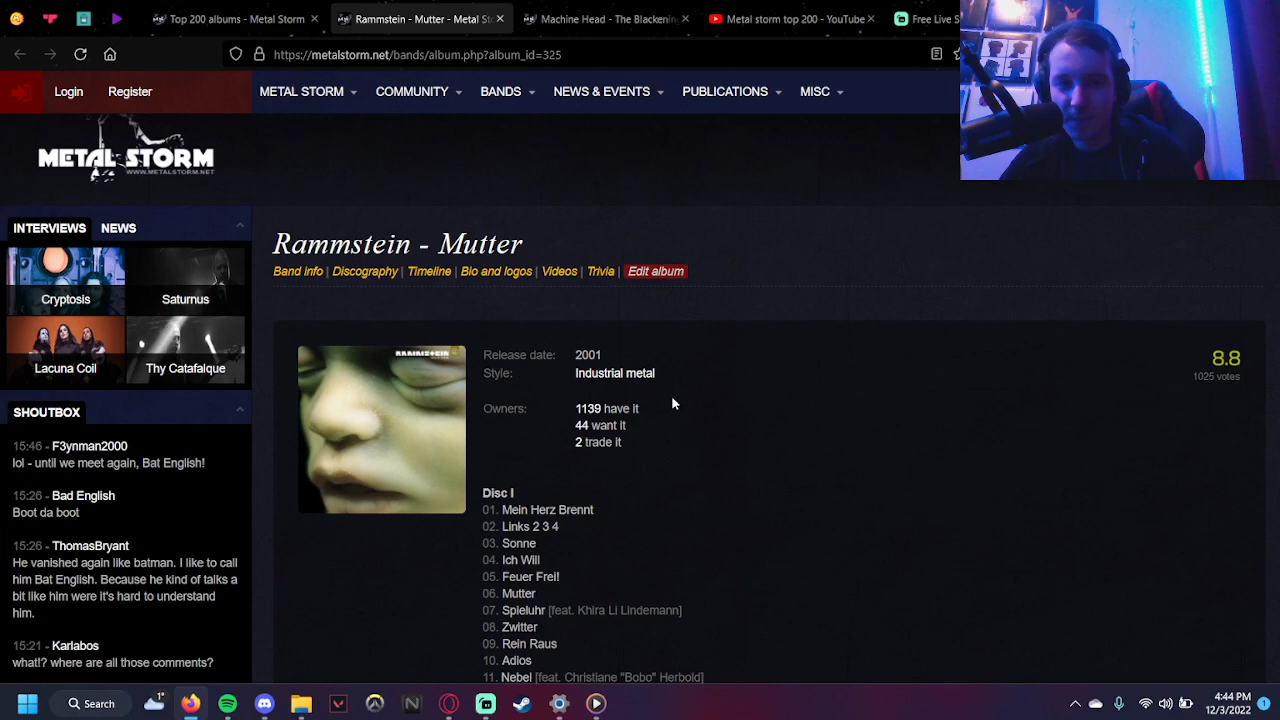 Top 200 albums - Metal Storm
Rammstein - Mutter - Metal St
Machine Head - The Blackening
Metal storm top 200 - YouTube
Free Live S
https://metalstorm.net/bands/album.php?album_id=325
Login
Register
METAL STORM
COMMUNITY
BANDS
NEWS & EVENTS
PUBLICATIONS
MISC
METAL STORM
WWW.METALSTORM.NET
INTERVIEWS
NEWS
Cryptosis
Saturnus
Lacuna Coil
Thy Catafalque
SHOUTBOX
15:46 - F3ynman2000
lol - until we meet again, Bat English!
15:26 - Bad English
Boot da boot
15:26 - ThomasBryant
He vanished again like batman. I like to call
him Bat English. Because he kind of talks a
bit like him were it's hard to understand
him.
15:21 - Karlabos
what!? where are all those comments?
Rammstein - Mutter
Band info | Discography | Timeline | Bio and logos | Videos | Trivia | Edit album
RAMMSTEIN
MUTTER
Release date: 2001
Style: Industrial metal
Owners: 1139 have it
44 want it
2 trade it
8.8
1025 votes
Disc I
01. Mein Herz Brennt
02. Links 2 3 4
03. Sonne
04. Ich Will
05. Feuer Frei!
06. Mutter
07. Spieluhr [feat. Khira Li Lindemann]
08. Zwitter
09. Rein Raus
10. Adios
11. Nebel [feat. Christiane "Bobo" Herbold]
Search
4:44 PM
12/3/2022